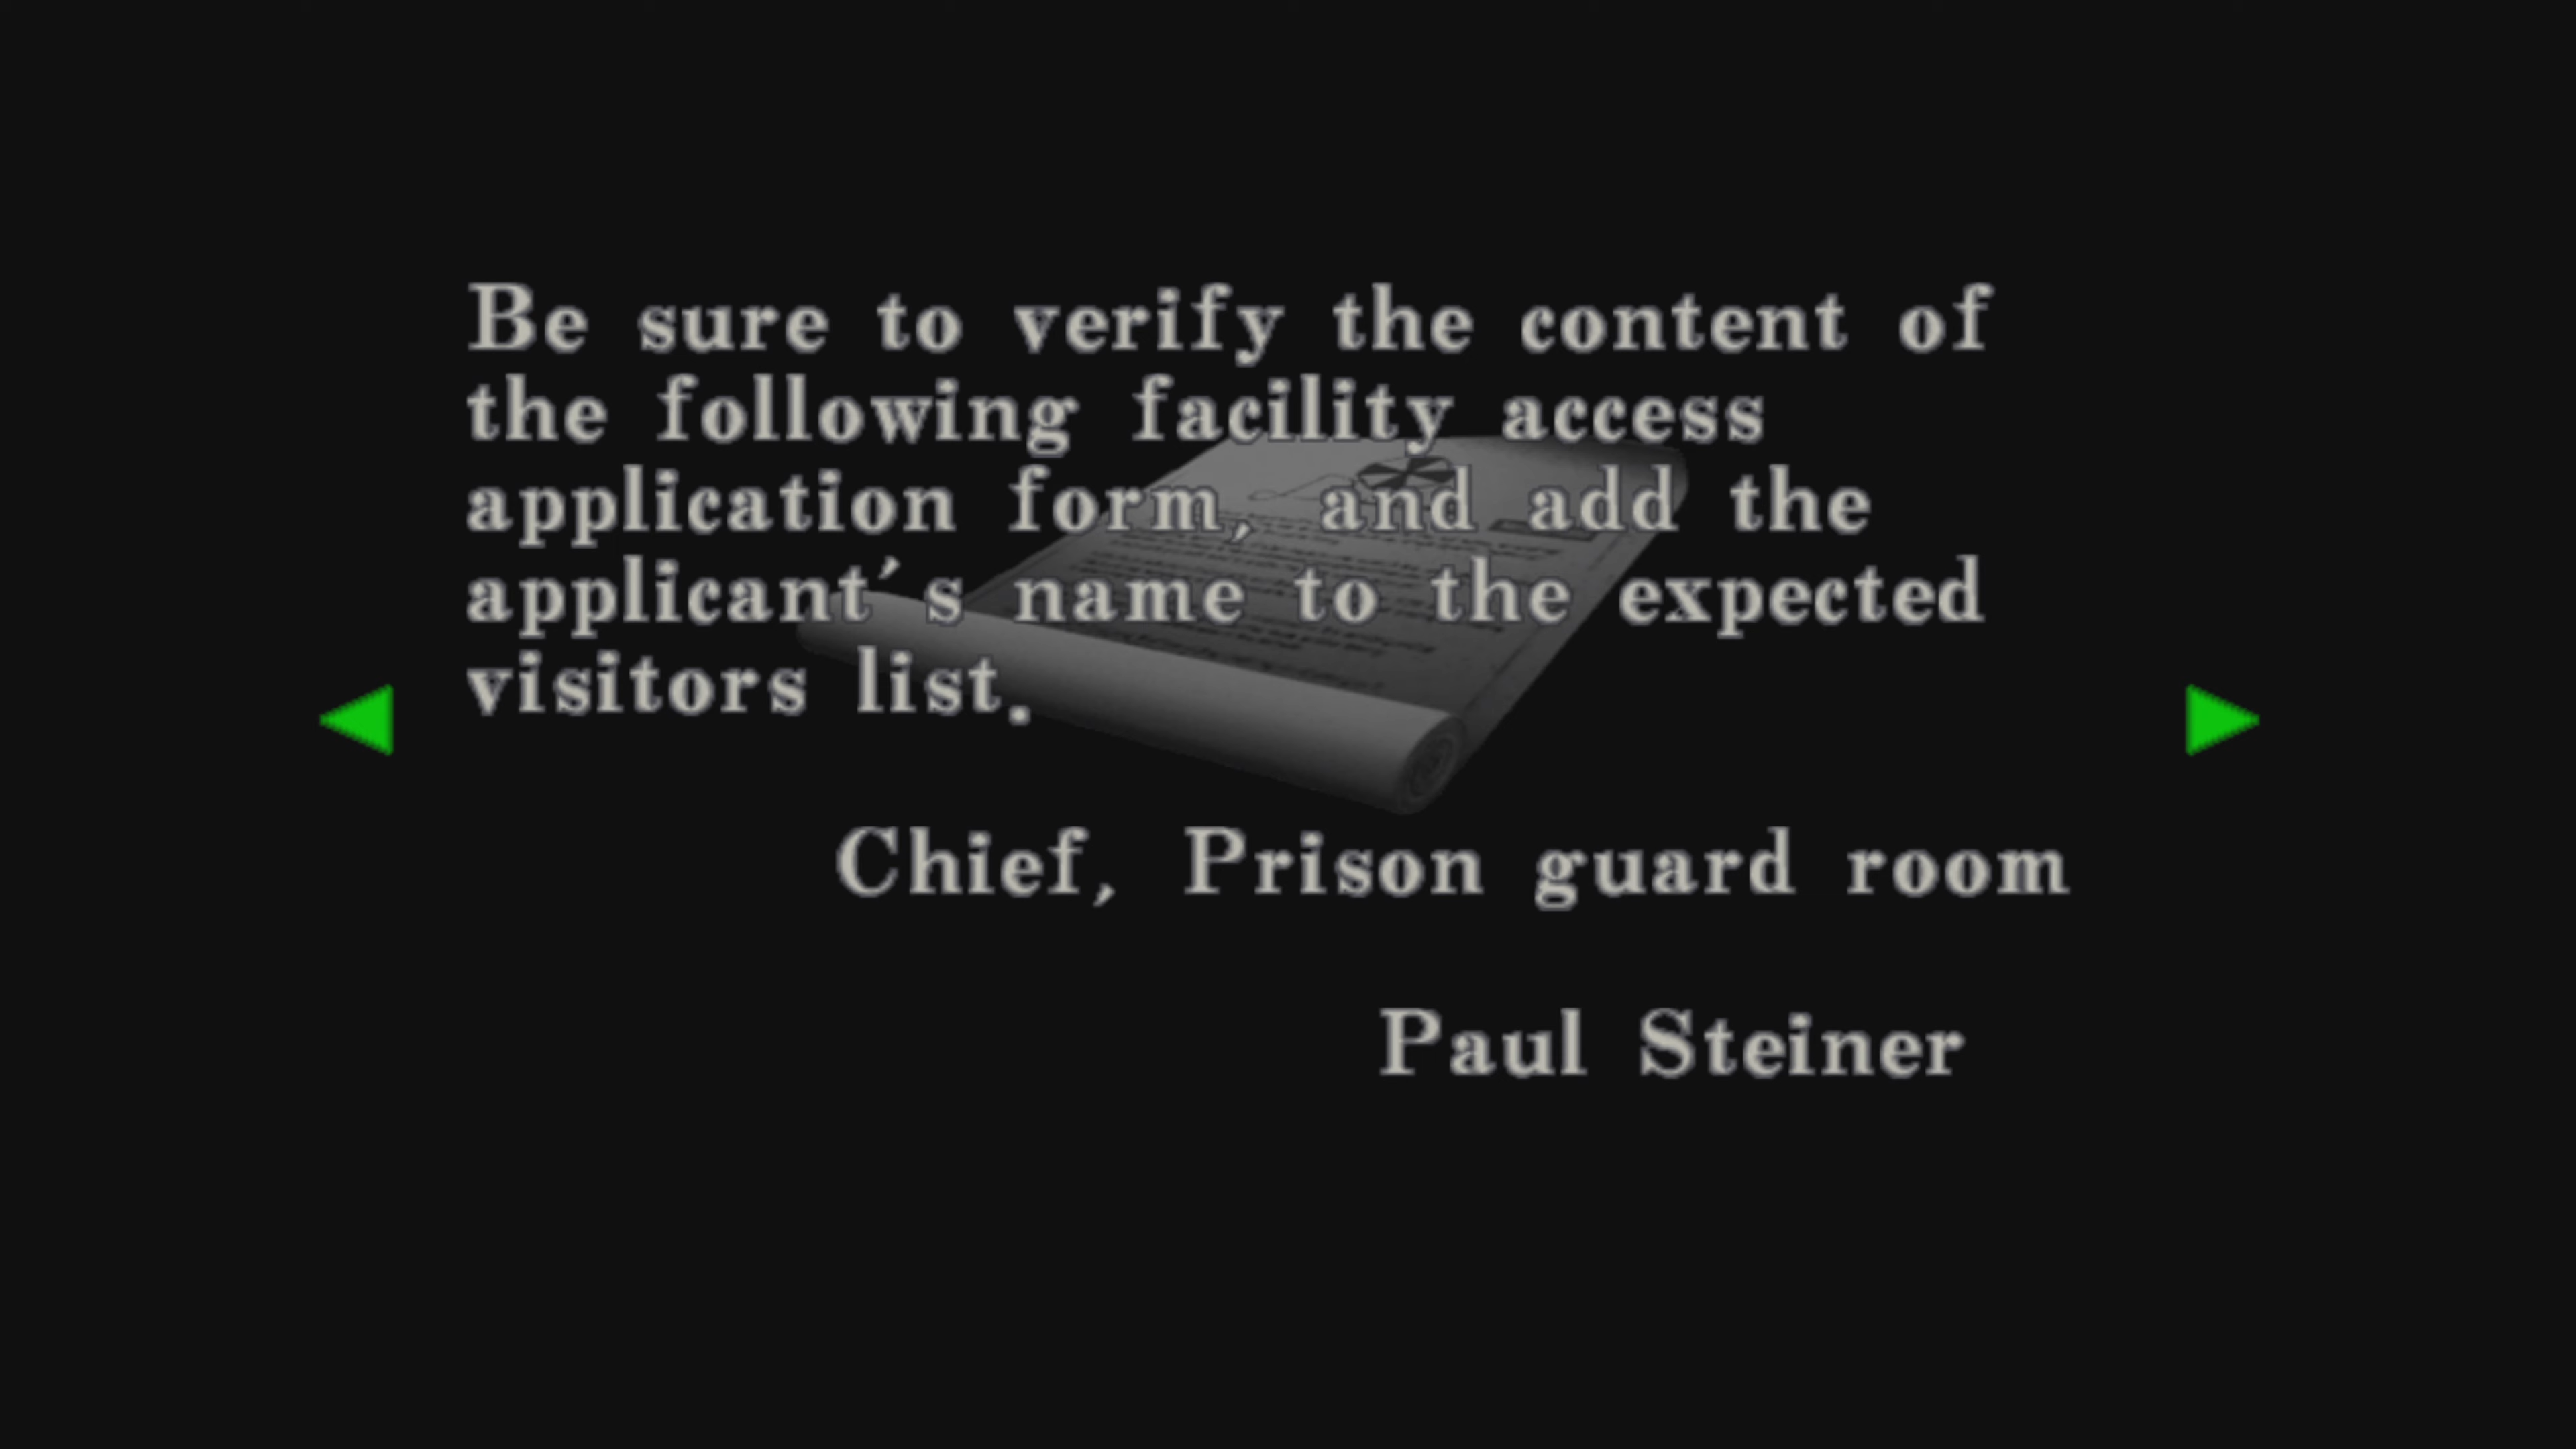 Be sure to verify the content of
the following facility access
application form, and add the
applicant's name to the expected
visitors list.
Chief, Prison guard room
Paul Steiner